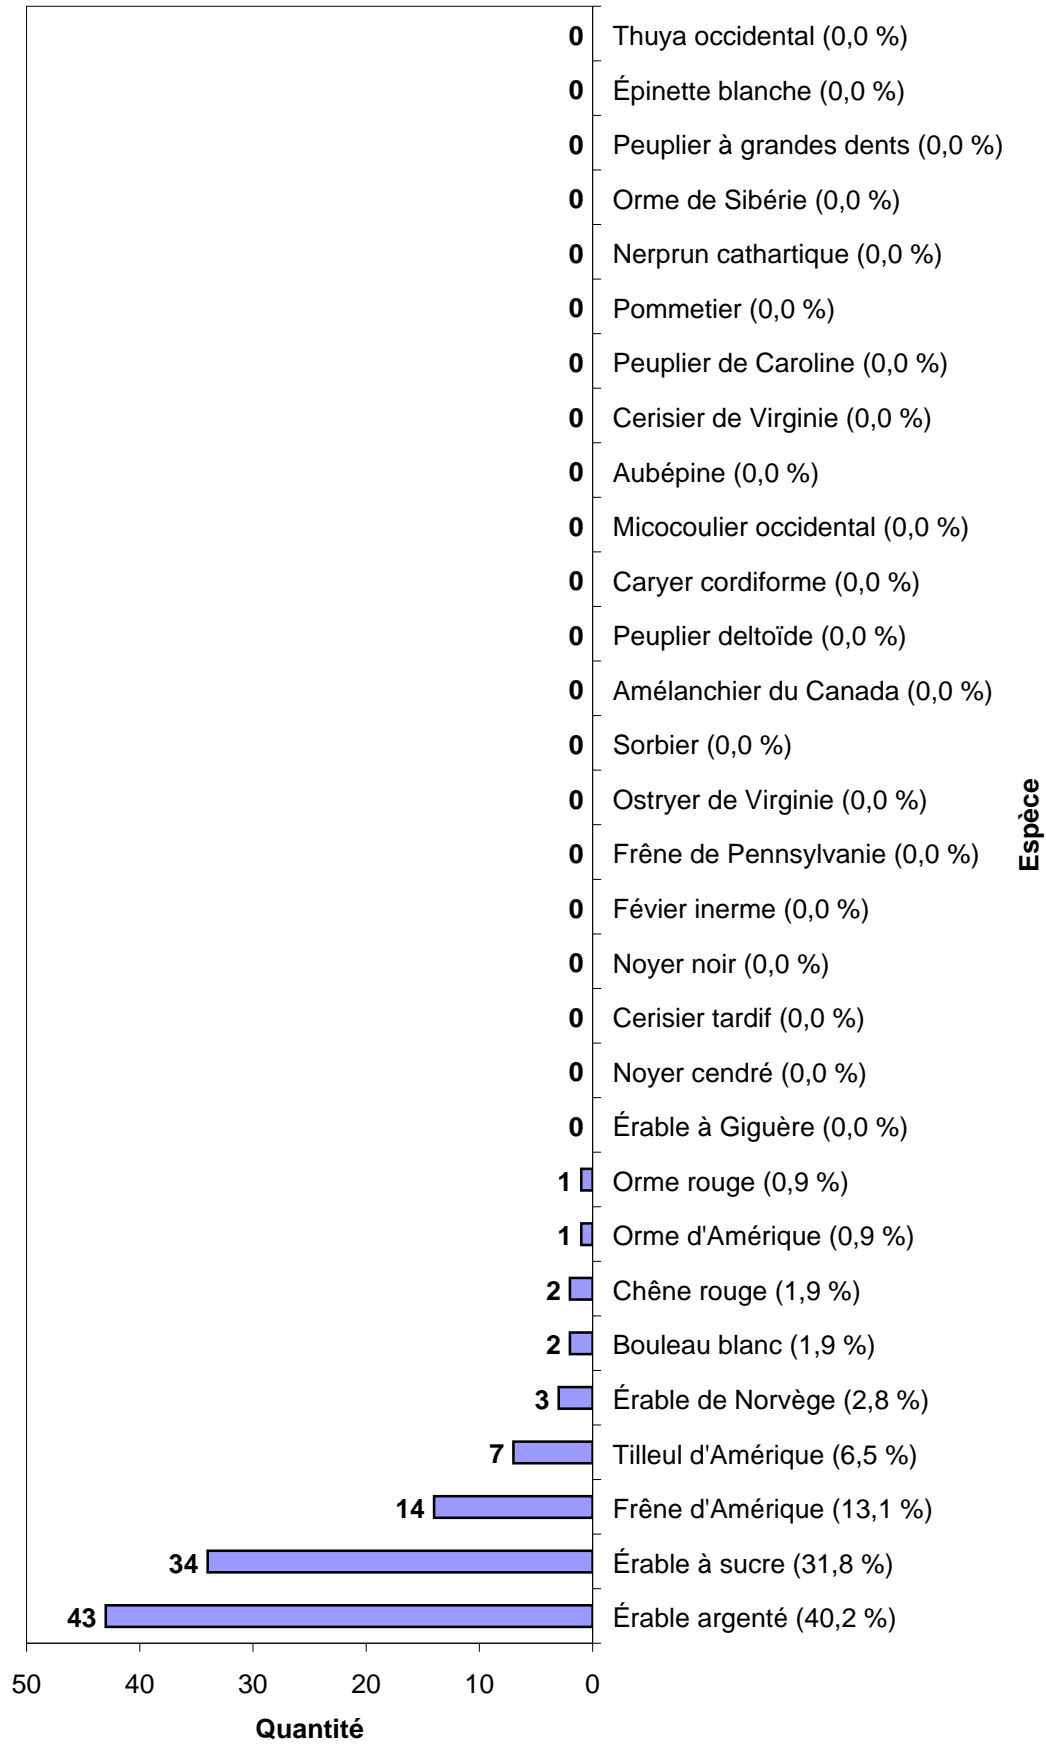 0 Thuya occidental (0,0 %)
0 Épinette blanche (0,0 %)
0 Peuplier à grandes dents (0,0 %)
0 Orme de Sibérie (0,0 %)
0 Nerprun cathartique (0,0 %)
0 Pommetier (0,0 %)
0 Peuplier de Caroline (0,0 %)
0 Cerisier de Virginie (0,0 %)
0 Aubépine (0,0 %)
0 Micocoulier occidental (0,0 %)
0 Caryer cordiforme (0,0 %)
0 Peuplier deltoïde (0,0 %)
0 Amélanchier du Canada (0,0 %)
0 Sorbier (0,0 %)
0 Ostryer de Virginie (0,0 %)
0 Frêne de Pennsylvanie (0,0 %)
0 Févier inerme (0,0 %)
0 Noyer noir (0,0 %)
0 Cerisier tardif (0,0 %)
0 Noyer cendré (0,0 %)
0 Érable à Giguère (0,0 %)
1 Orme rouge (0,9 %)
1 Orme d'Amérique (0,9 %)
2 Chêne rouge (1,9 %)
2 Bouleau blanc (1,9 %)
3 Érable de Norvège (2,8 %)
7 Tilleul d'Amérique (6,5 %)
14 Frêne d'Amérique (13,1 %)
34 Érable à sucre (31,8 %)
43 Érable argenté (40,2 %)
50 40 30 20 10 0
Quantité
Espèce